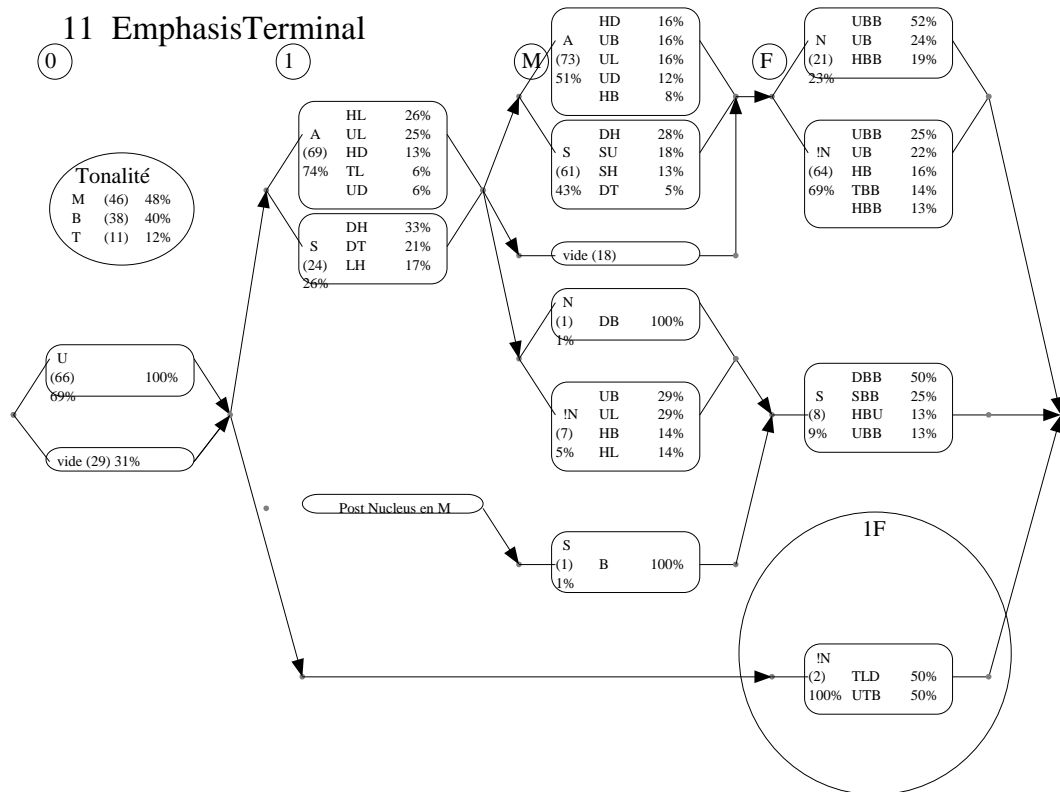 11 EmphasisTerminal
0
1
M
F
Tonalité
M (46) 48%
B (38) 40%
T (11) 12%
U
(66) 100%
69%
vide (29) 31%
HL 26%
A UL 25%
(69) HD 13%
74% TL 6%
UD 6%
DH 33%
S DT 21%
(24) LH 17%
26%
Post Nucleus en M
HD 16%
A UB 16%
(73) UL 16%
51% UD 12%
HB 8%
DH 28%
S SU 18%
(61) SH 13%
43% DT 5%
vide (18)
N
(1) DB 100%
1%
UB 29%
!N UL 29%
(7) HB 14%
5% HL 14%
S
(1) B 100%
1%
UBB 52%
N UB 24%
(21) HBB 19%
23%
UBB 25%
!N UB 22%
(64) HB 16%
69% TBB 14%
HBB 13%
DBB 50%
S SBB 25%
(8) HBU 13%
9% UBB 13%
1F
!N
(2) TLD 50%
100% UTB 50%